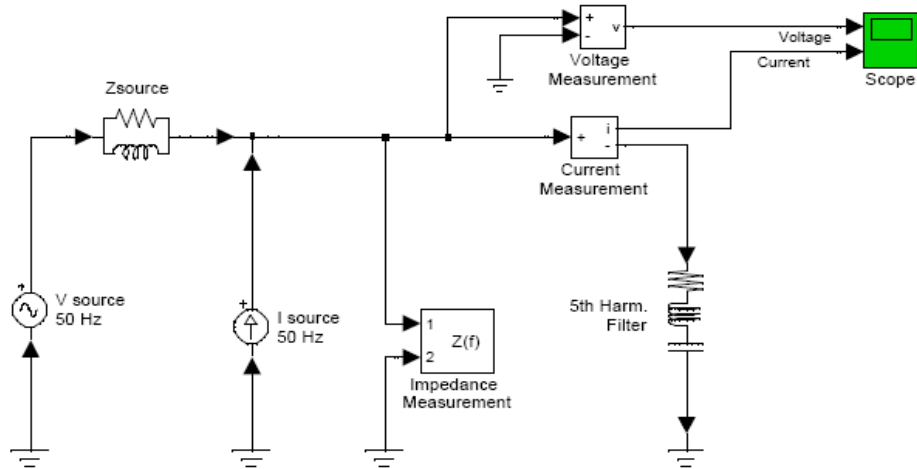 +
-
v
Voltage
Measurement
Voltage
Current
Scope
Zsource
+
i
-
Current
Measurement
+
V source
50 Hz
+
I source
50 Hz
1
2
Z(f)
Impedance
Measurement
5th Harm.
Filter